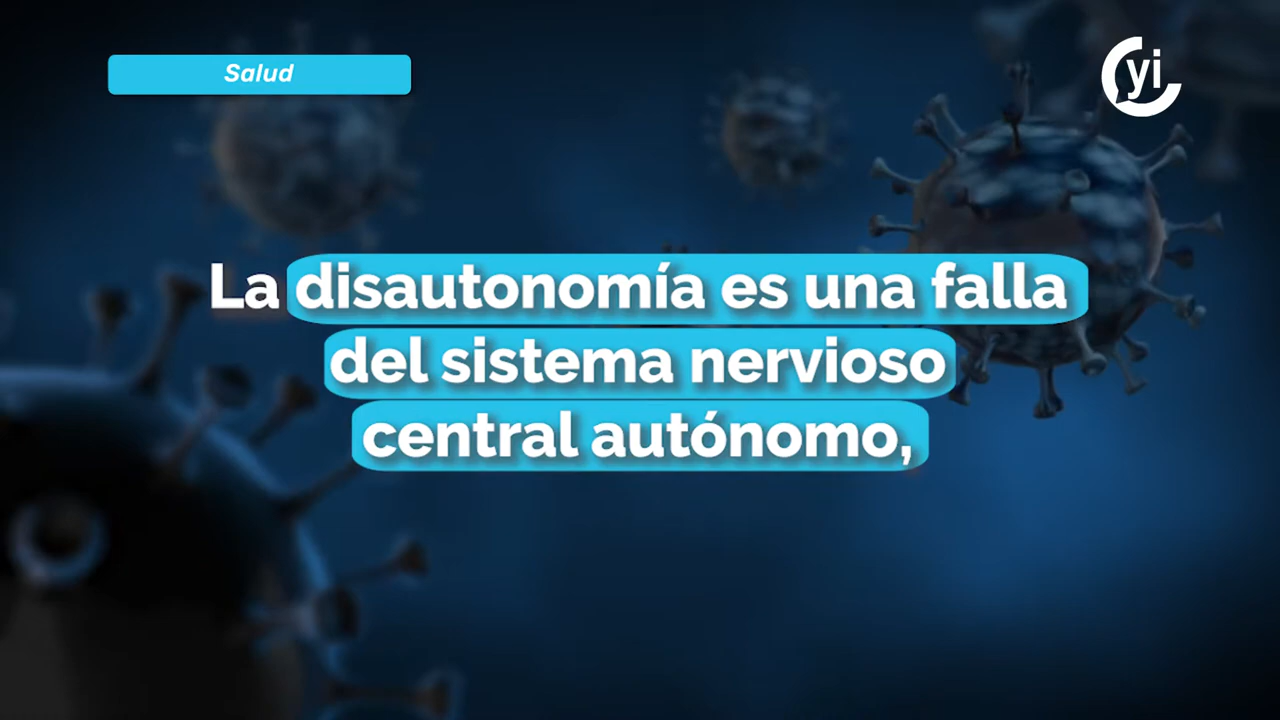 Salud
yi
La disautonomía es una falla
del sistema nervioso
central autónomo,